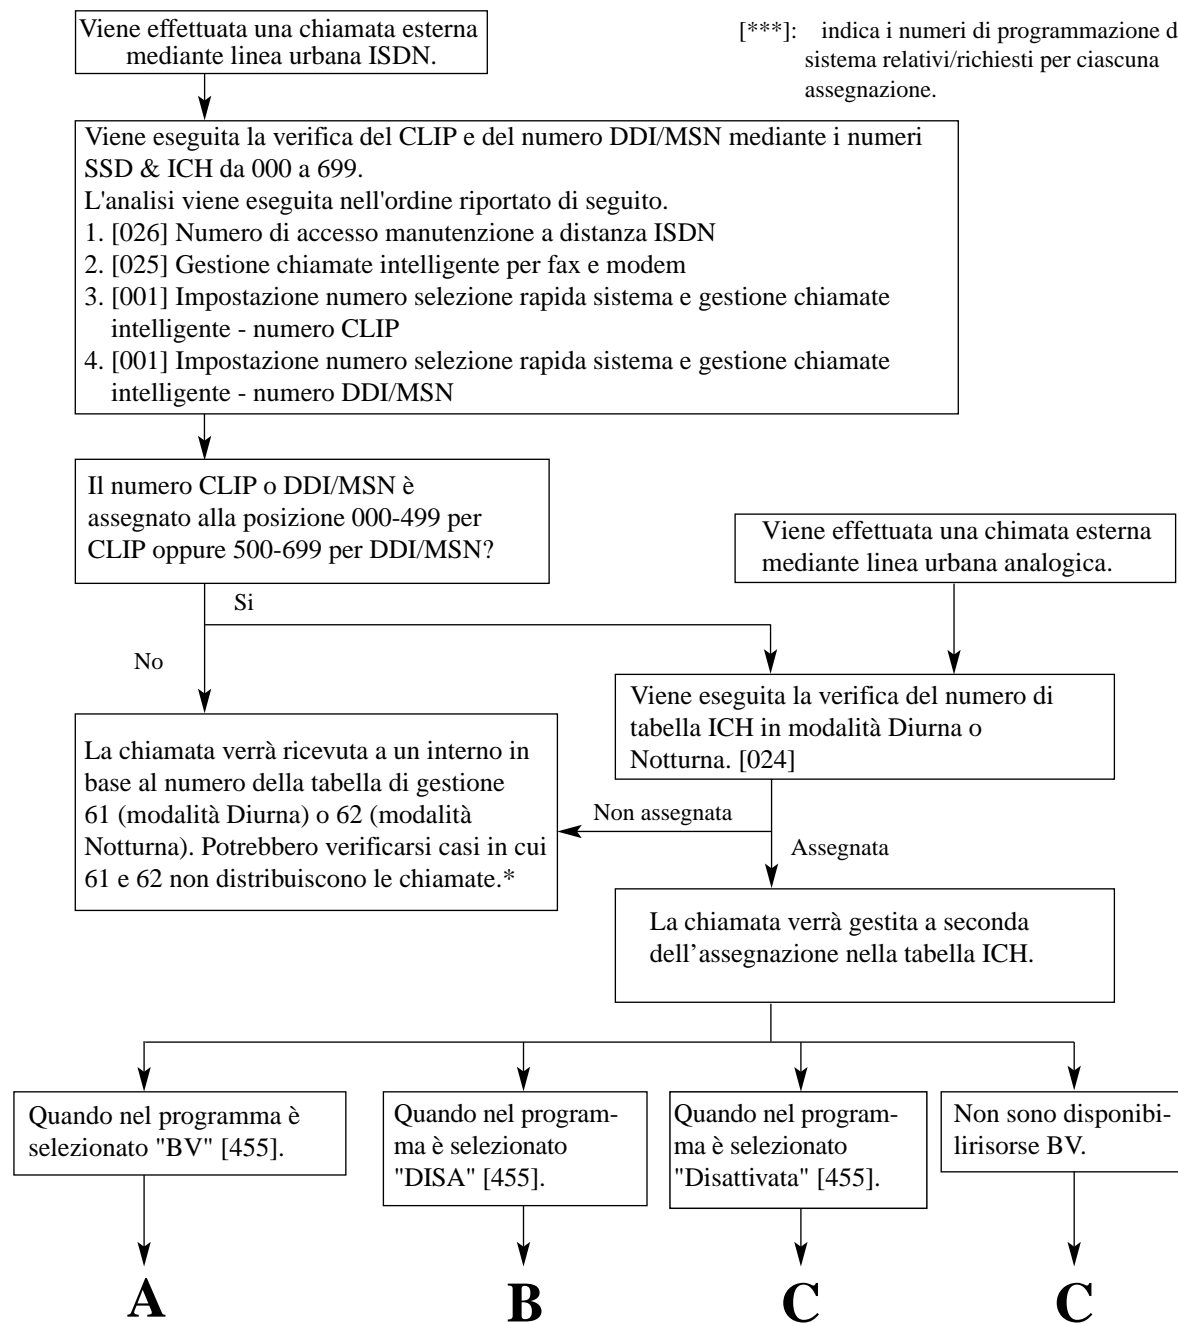 Viene effettuata una chiamata esterna
mediante linea urbana ISDN.
[***]: indica i numeri di programmazione d
sistema relativi/richiesti per ciascuna
assegnazione.
Viene eseguita la verifica del CLIP e del numero DDI/MSN mediante i numeri
SSD & ICH da 000 a 699.
L'analisi viene eseguita nell'ordine riportato di seguito.
1. [026] Numero di accesso manutenzione a distanza ISDN
2. [025] Gestione chiamate intelligente per fax e modem
3. [001] Impostazione numero selezione rapida sistema e gestione chiamate
intelligente - numero CLIP
4. [001] Impostazione numero selezione rapida sistema e gestione chiamate
intelligente - numero DDI/MSN
Il numero CLIP o DDI/MSN è
assegnato alla posizione 000-499 per
CLIP oppure 500-699 per DDI/MSN?
Viene effettuata una chimata esterna
mediante linea urbana analogica.
Si
No
Viene eseguita la verifica del numero di
tabella ICH in modalità Diurna o
Notturna. [024]
La chiamata verrà ricevuta a un interno in
base al numero della tabella di gestione
61 (modalità Diurna) o 62 (modalità
Notturna). Potrebbero verificarsi casi in cui
61 e 62 non distribuiscono le chiamate.*
Non assegnata
Assegnata
La chiamata verrà gestita a seconda
dell’assegnazione nella tabella ICH.
Quando nel programma è
selezionato "BV" [455].
Quando nel program-
ma è selezionato
"DISA" [455].
Quando nel program-
ma è selezionato
"Disattivata" [455].
Non sono disponibi-
lirisorse BV.
A
B
C
C